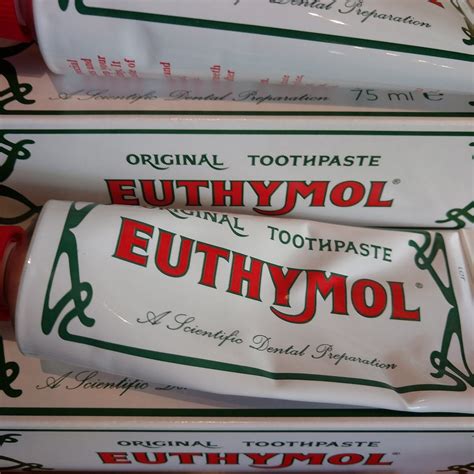 Dental Preparation
A Scientific Dental Preparation
75 ml e
ORIGINAL TOOTHPASTE
EUTHYMOL®
ORIGINAL TOOTHPASTE
EUTHYMOL®
A Scientific Dental Preparation
A Scientific
ORIGINAL TOOTHPASTE
EUTHYMOL®